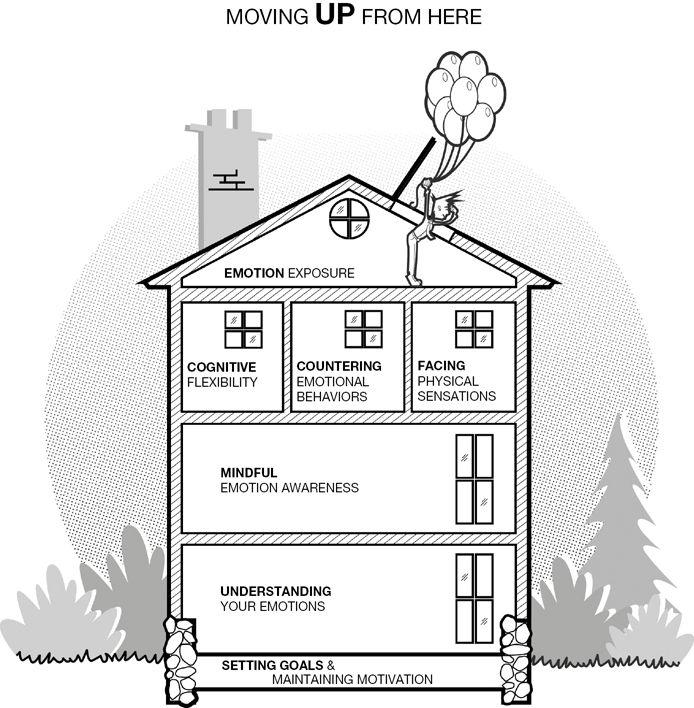 MOVING UP FROM HERE
EMOTION EXPOSURE
COGNITIVE
FLEXIBILITY
COUNTERING
EMOTIONAL
BEHAVIORS
FACING
PHYSICAL
SENSATIONS
MINDFUL
EMOTION AWARENESS
UNDERSTANDING
YOUR EMOTIONS
SETTING GOALS &
MAINTAINING MOTIVATION